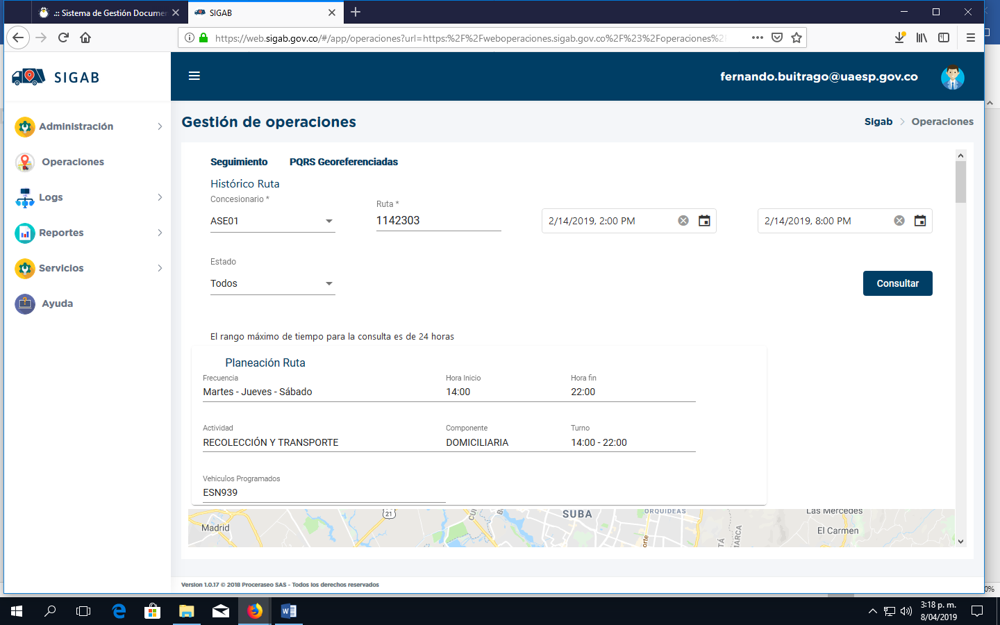 .:: Sistema de Gestión Documen
SIGAB
https://web.sigab.gov.co/#/app/operaciones?url=https:%2F%2Fweboperaciones.sigab.gov.co%2F%23%2Foperaciones%2F
SIGAB
fernando.buitrago@uaesp.gov.co
Administración
Operaciones
Logs
Reportes
Servicios
Ayuda
Gestión de operaciones
Sigab > Operaciones
Seguimiento PQRS Georeferenciadas
Histórico Ruta
Concesionario *
ASE01
Ruta *
1142303
2/14/2019, 2:00 PM
2/14/2019, 8:00 PM
Estado
Todos
Consultar
El rango máximo de tiempo para la consulta es de 24 horas
Planeación Ruta
Frecuencia Hora Inicio Hora fin
Martes - Jueves - Sábado 14:00 22:00
Actividad Componente Turno
RECOLECCIÓN Y TRANSPORTE DOMICILIARIA 14:00 - 22:00
Vehiculos Programados
ESN939
21
Madrid
SUBA
ORQUIDEAS
Las Mercedes
El Carmen
Version 1.0.17 © 2018 Proceraseo SAS - Todos los derechos reservados
0%
3:18 p. m.
8/04/2019